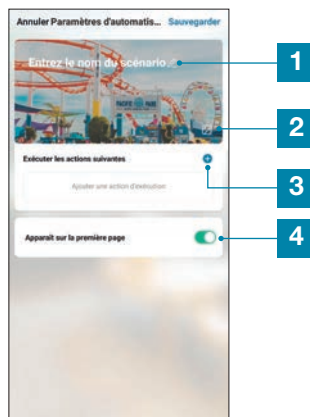 Annuler Paramètres d'automatis... Sauvegarder
Entrez le nom du scénario
PACIFIC PARK
Exécuter les actions suivantes
Ajouter une action d'exécution
Apparaît sur la première page
1
2
3
4